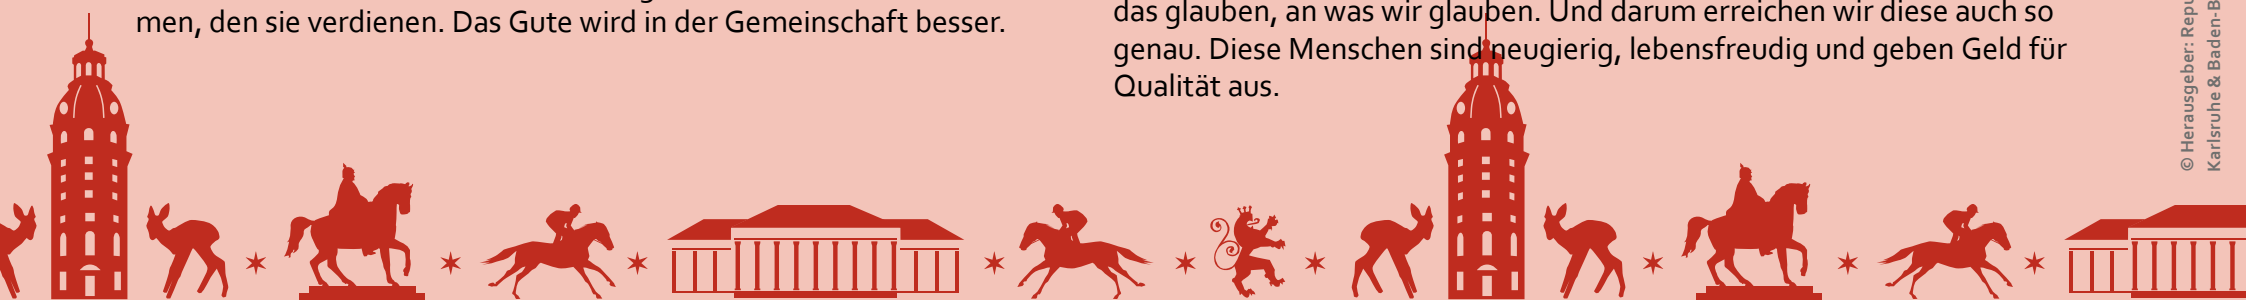 men, den sie verdienen. Das Gute wird in der Gemeinschaft besser.
das glauben, an was wir glauben. Und darum erreichen wir diese auch so
genau. Diese Menschen sind neugierig, lebensfreudig und geben Geld für
Qualität aus.
© Herausgeber:
Karlsruhe &